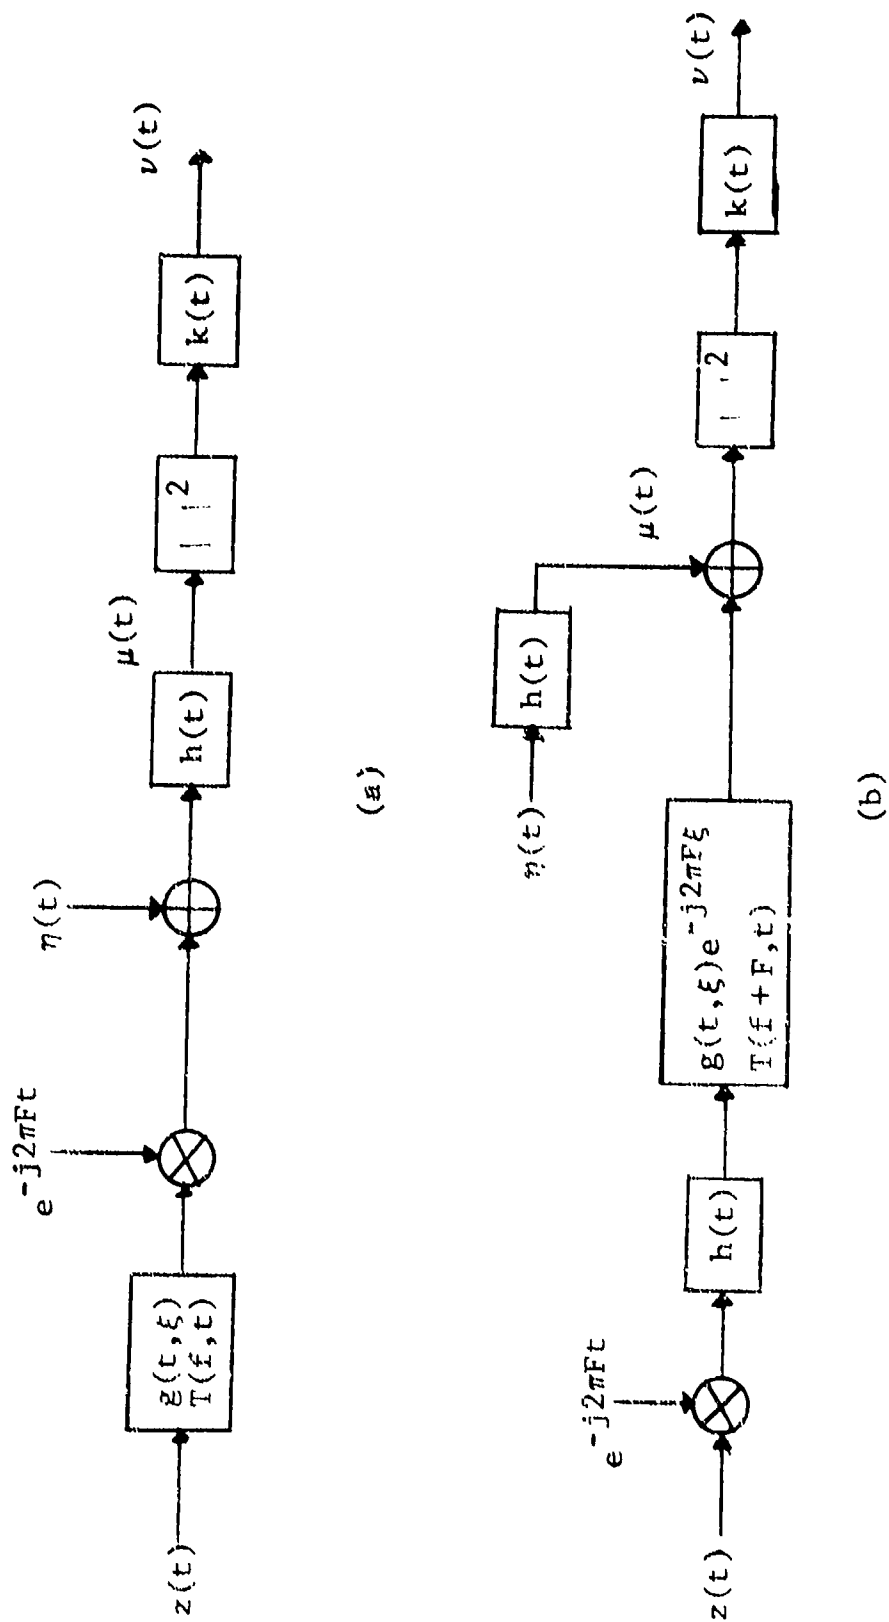 z(t)
g(t,ξ)
T(f,t)
e^-j2πFt
η(t)
h(t)
μ(t)
| |^2
k(t)
ν(t)
(a)
z(t)
e^-j2πFt
h(t)
g(t,ξ)e^-j2πFξ
T(f+F,t)
η(t)
h(t)
μ(t)
| |^2
k(t)
ν(t)
(b)